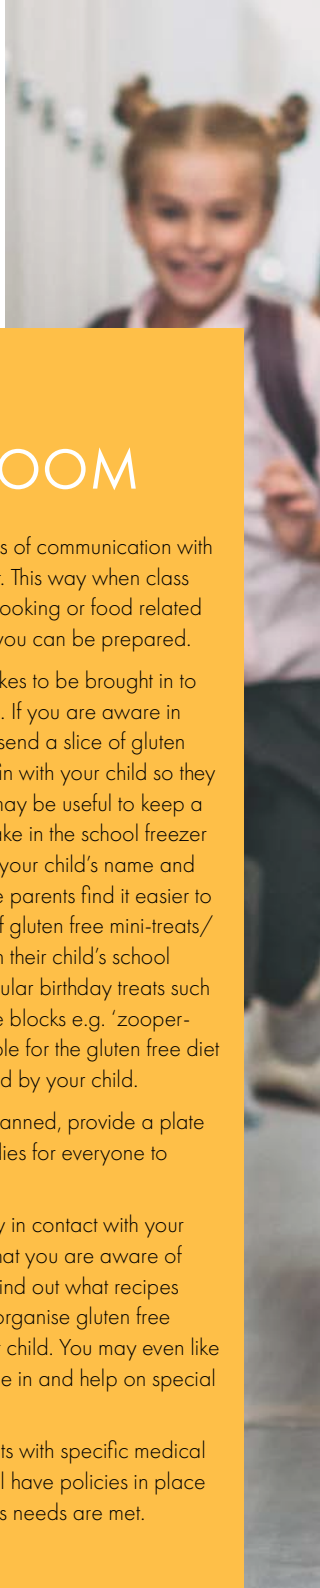 OOM
s of communication with
. This way when class
ooking or food related
you can be prepared.
kes to be brought in to
. If you are aware in
send a slice of gluten
in with your child so they
nay be useful to keep a
ake in the school freezer
your child’s name and
e parents find it easier to
f gluten free mini-treats/
n their child’s school
ular birthday treats such
e blocks e.g. ‘zooper-
ole for the gluten free diet
d by your child.
anned, provide a plate
lies for everyone to
y in contact with your
hat you are aware of
ind out what recipes
organise gluten free
child. You may even like
e in and help on special
ts with specific medical
l have policies in place
s needs are met.